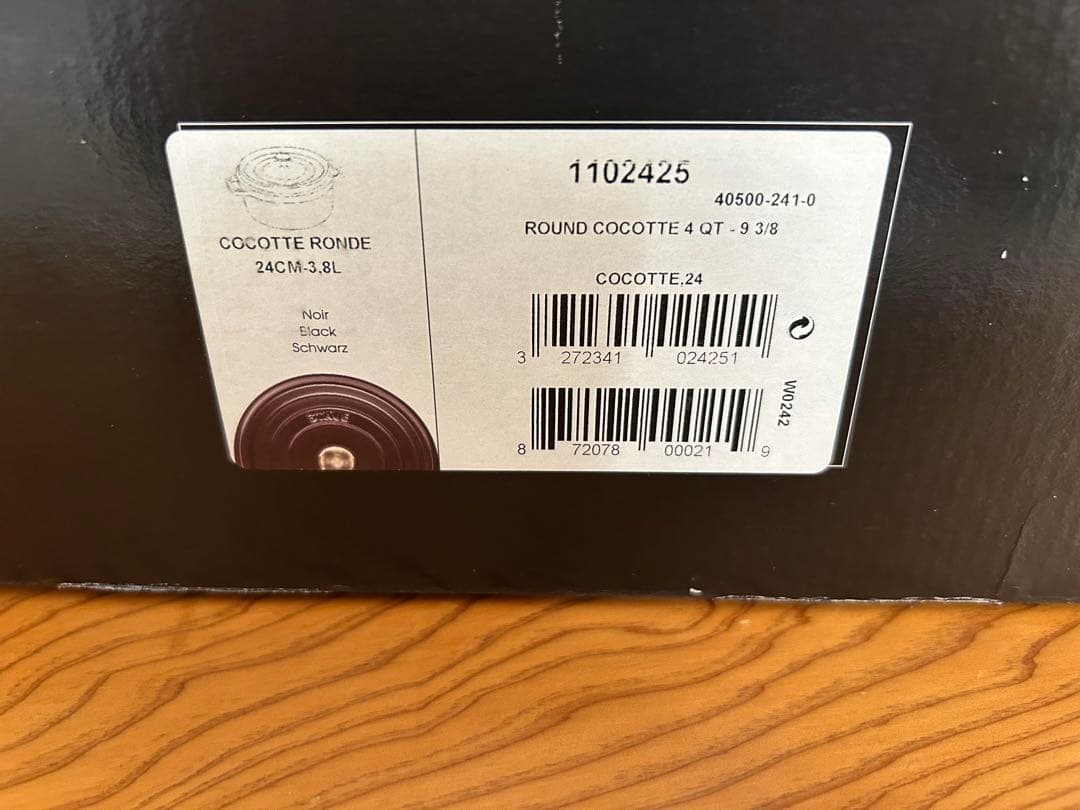 COCOTTE RONDE
24CM-3,8L
Noir
Black
Schwarz
STAUB
1102425
40500-241-0
ROUND COCOTTE 4 QT - 9 3/8
COCOTTE,24
3 272341 024251
8 72078 00021 9
W0242